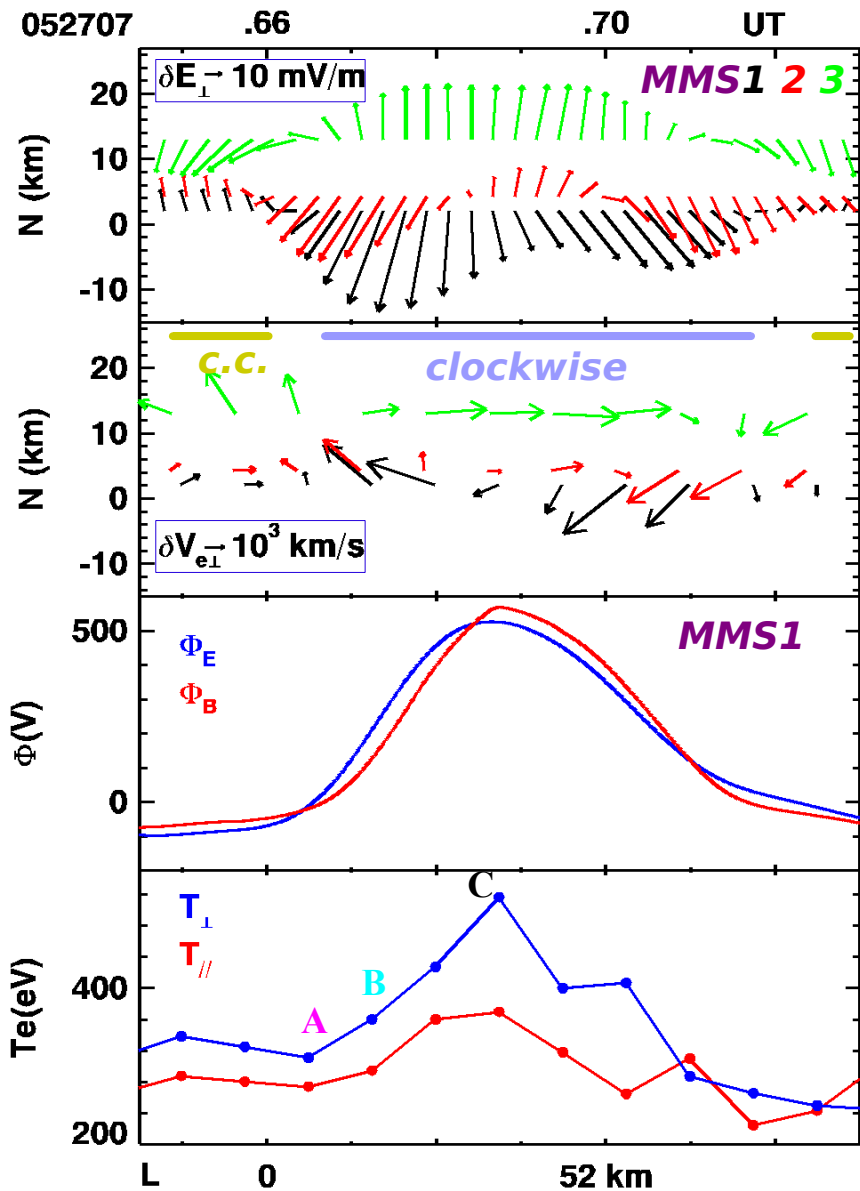 052707 .66 .70 UT
δE⊥→ 10 mV/m MMS1 2 3
20
10
0
-10
N (km)
c.c. clockwise
20
10
0
-10
N (km)
δVe⊥→ 10³ km/s
500
0
Φ(V)
ΦE
ΦB
MMS1
T⊥
T//
A
B
C
400
200
Te(eV)
L 0 52 km